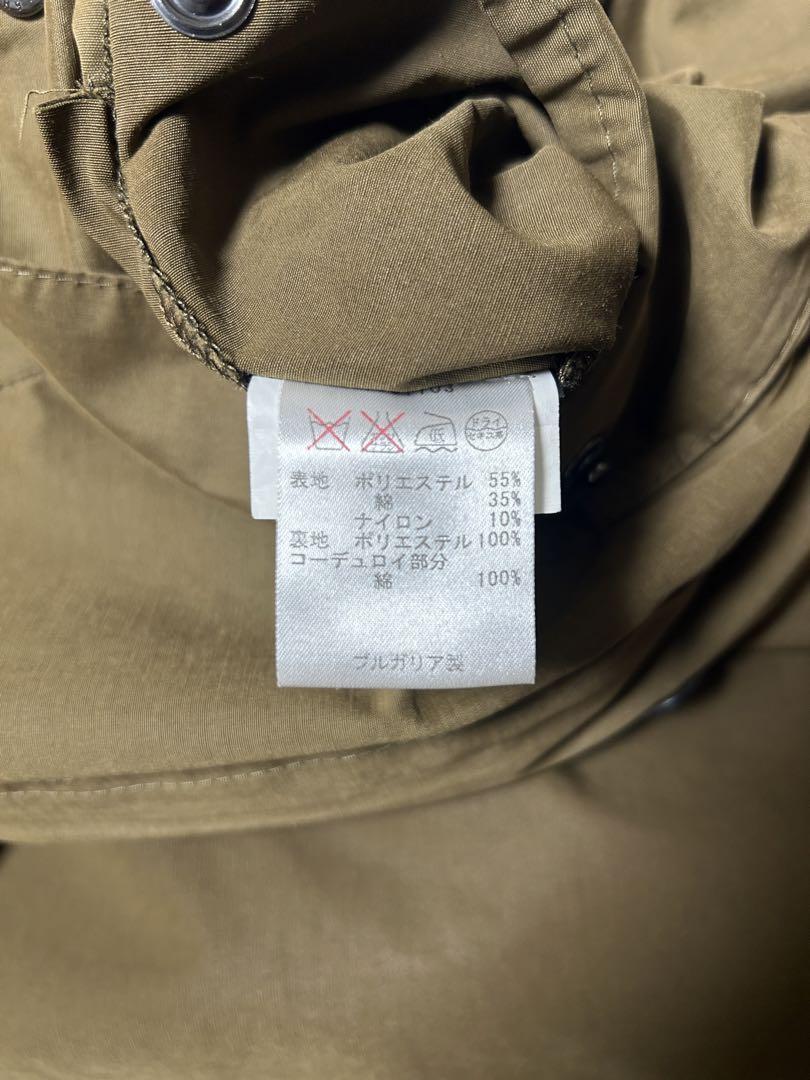 低 ドライ
セキユ系
表地 ポリエステル 55%
綿 35%
ナイロン 10%
裏地 ポリエステル 100%
コーデュロイ部分
綿 100%
ブルガリア製